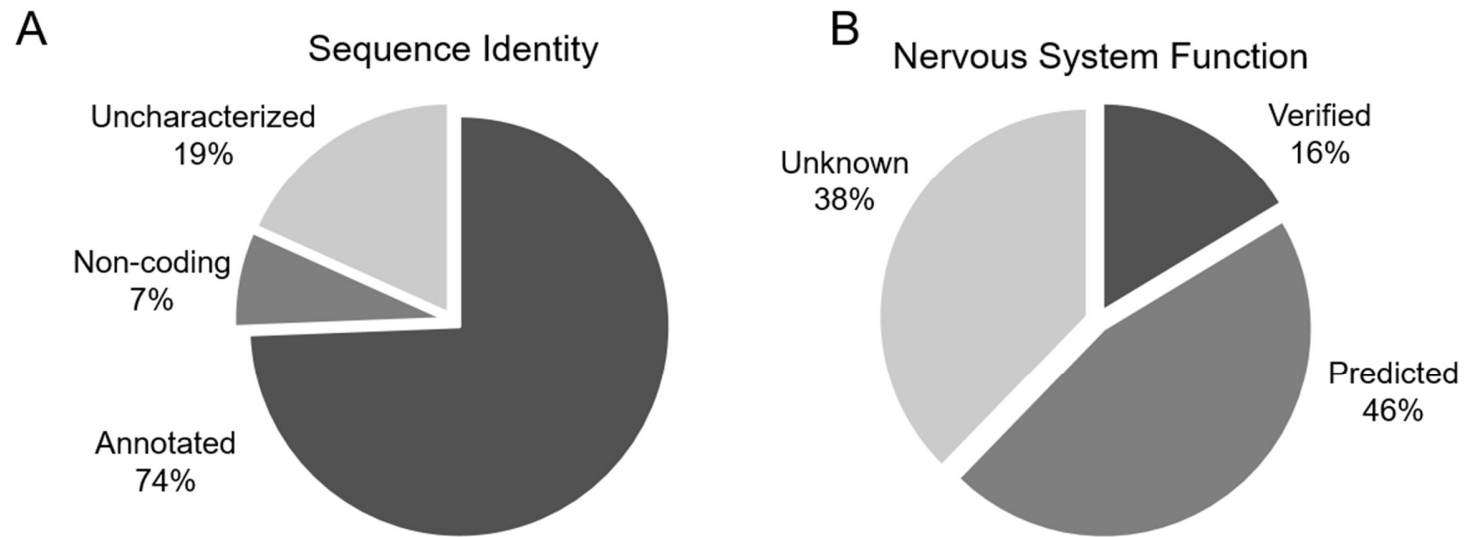 A
Sequence Identity
Uncharacterized
19%
Non-coding
7%
Annotated
74%
B
Nervous System Function
Verified
16%
Unknown
38%
Predicted
46%